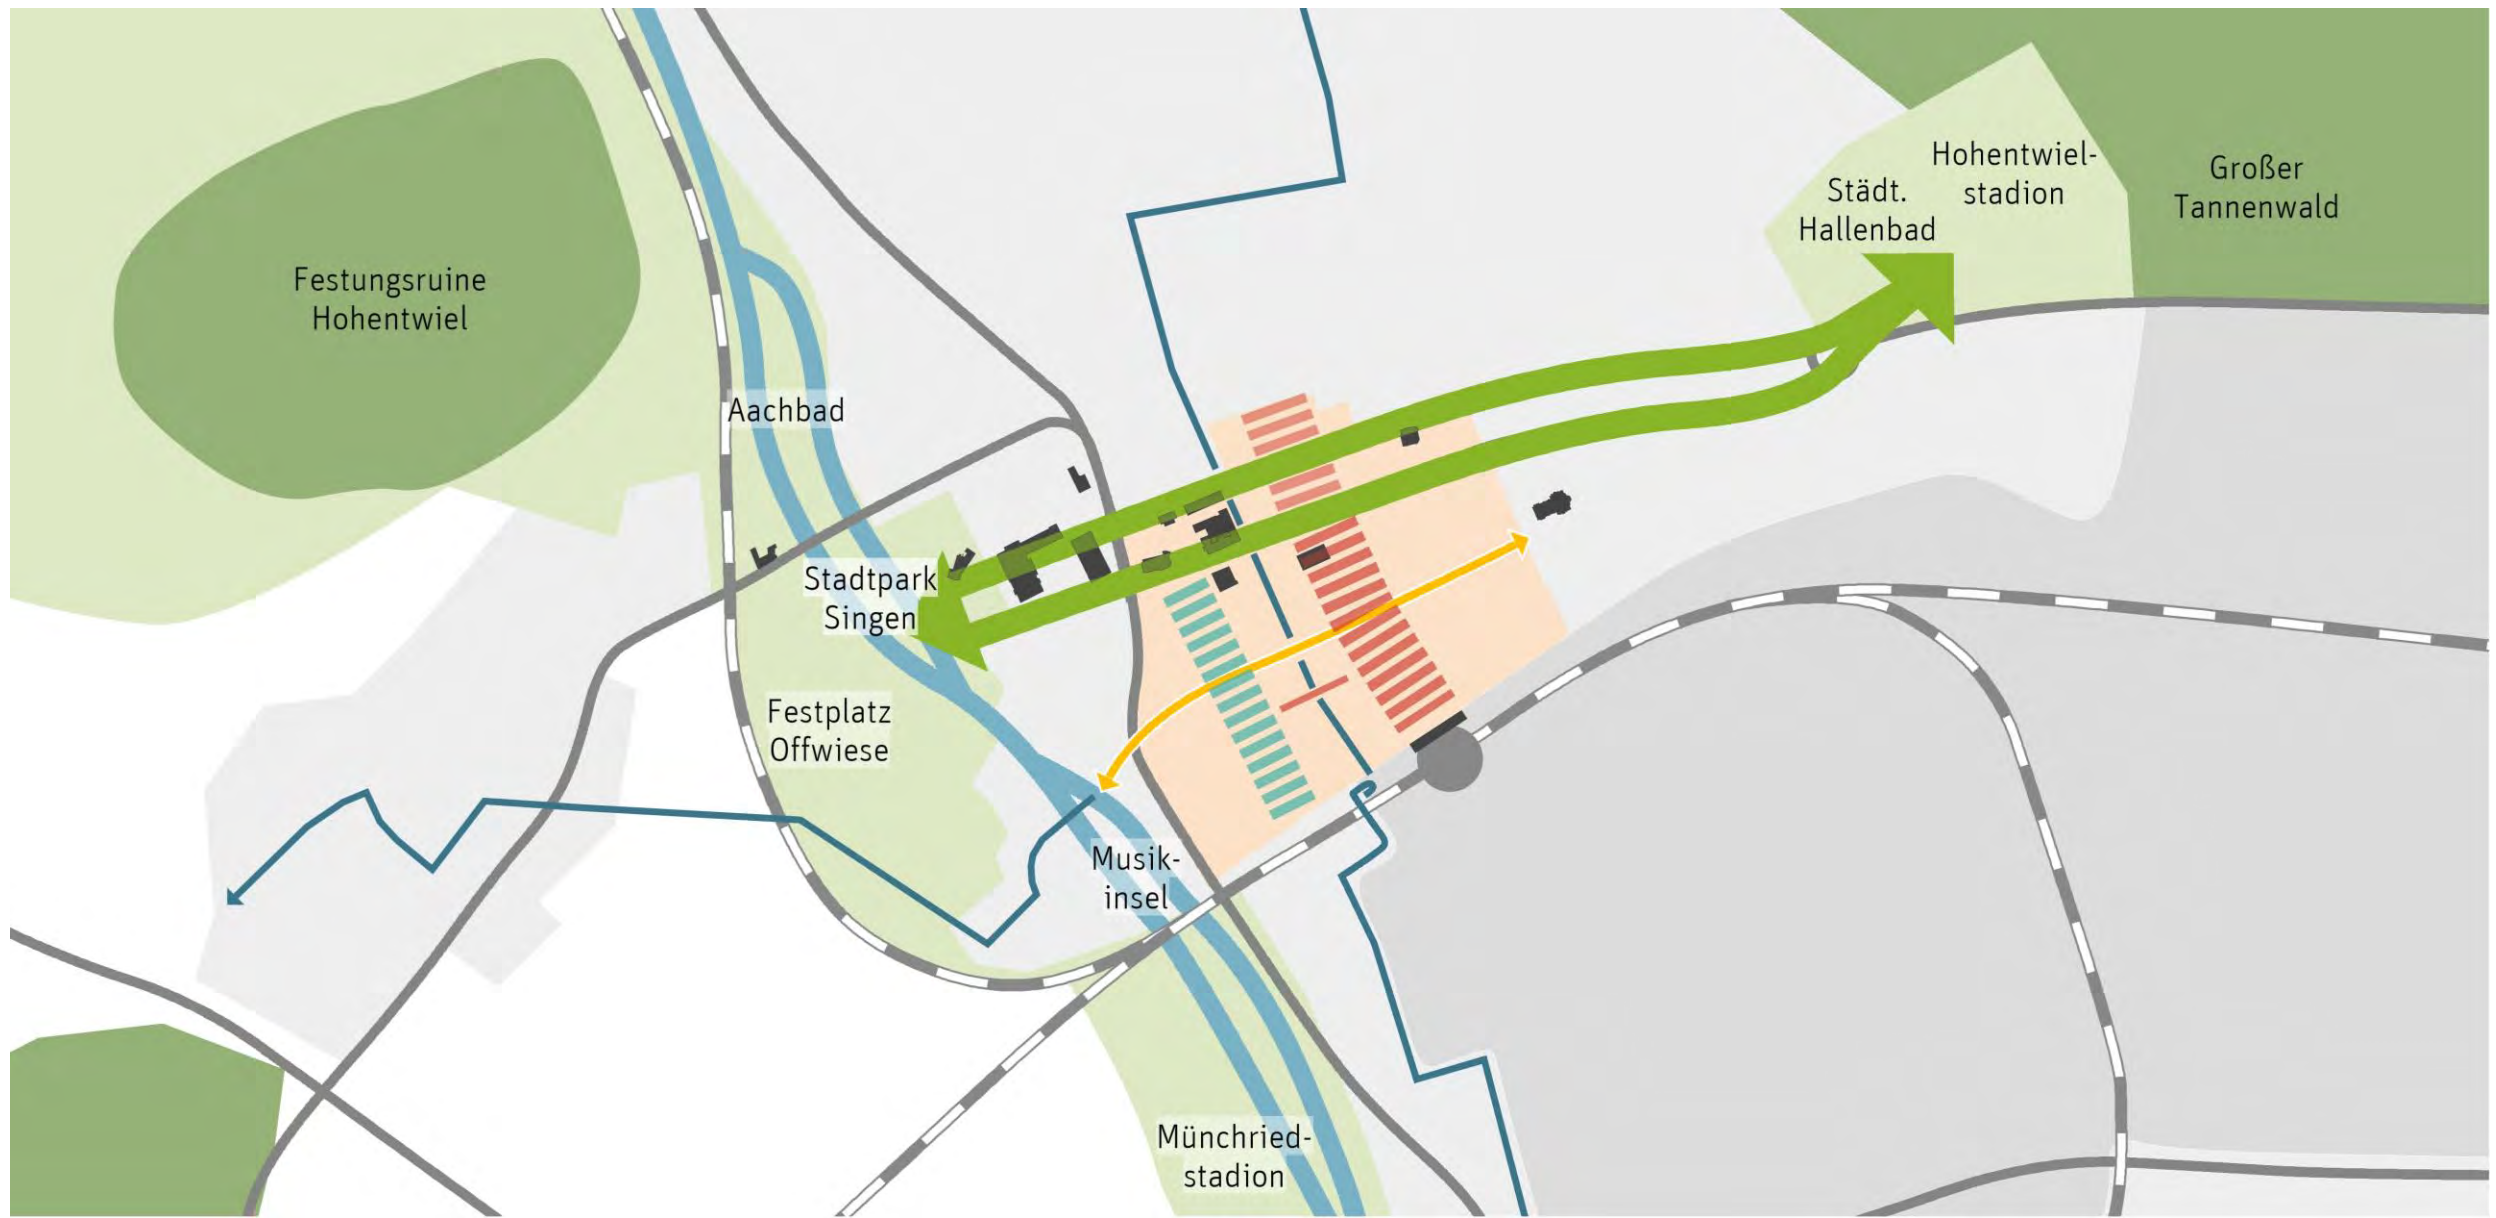 Hohentwiel-
stadion
Großer
Tannenwald
Städt.
Hallenbad
Festungsruine
Hohentwiel
Aachbad
Stadtpark
Singen
Festplatz
Offwiese
Musik-
insel
Münchried-
stadion